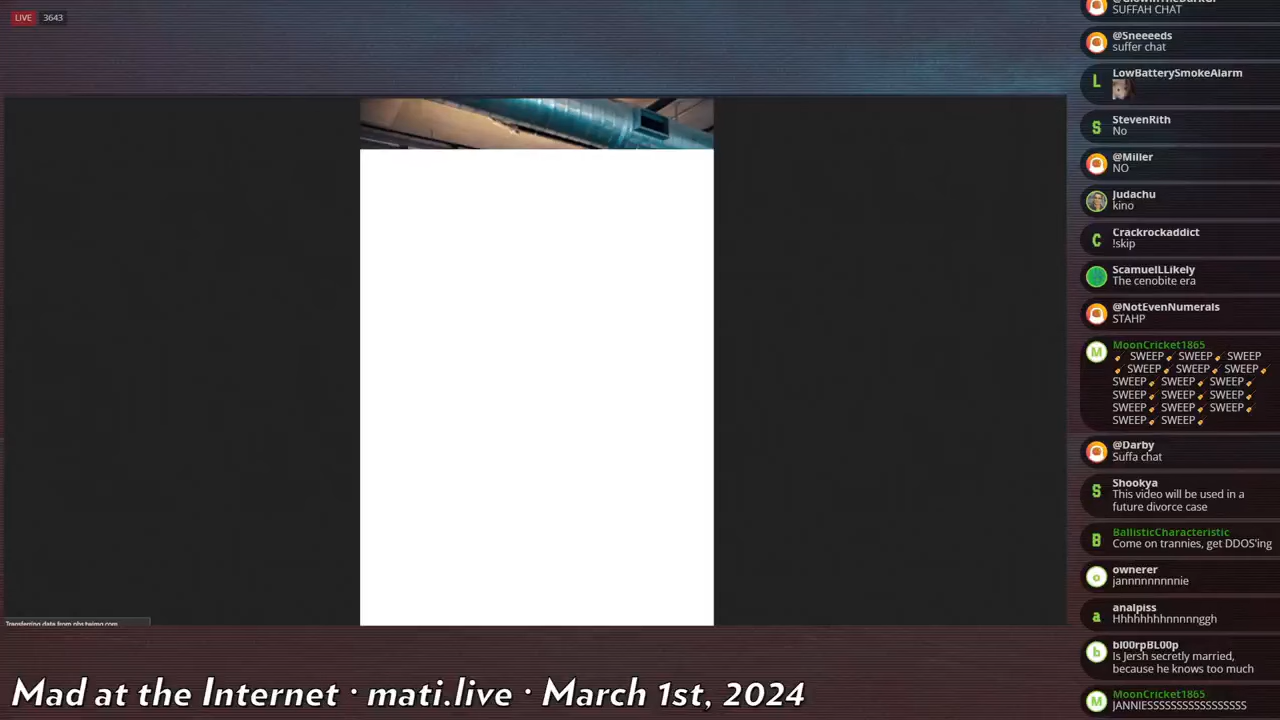 LIVE 3643
SUFFAH CHAT
@Sneeeeds
suffer chat
LowBatterySmokeAlarm
StevenRith
No
@Miller
NO
Judachu
kino
Crackrockaddict
!skip
ScamuelLLikely
The cenobite era
@NotEvenNumerals
STAHP
MoonCricket1865
SWEEP SWEEP SWEEP
SWEEP SWEEP SWEEP
SWEEP SWEEP SWEEP
SWEEP SWEEP SWEEP
SWEEP SWEEP SWEEP
SWEEP SWEEP
@Darby
Suffa chat
Shookya
This video will be used in a
future divorce case
BallisticCharacteristic
Come on trannies, get DDOS'ing
ownerer
jannnnnnnnie
analpiss
Hhhhhhhhnnnnnggh
bl00rpBL00p
Is Jersh secretly married,
because he knows too much
MoonCricket1865
JANNIESSSSSSSSSSSSSSSSS
Transferring data from pbs.twimg.com
Mad at the Internet · mati.live · March 1st, 2024